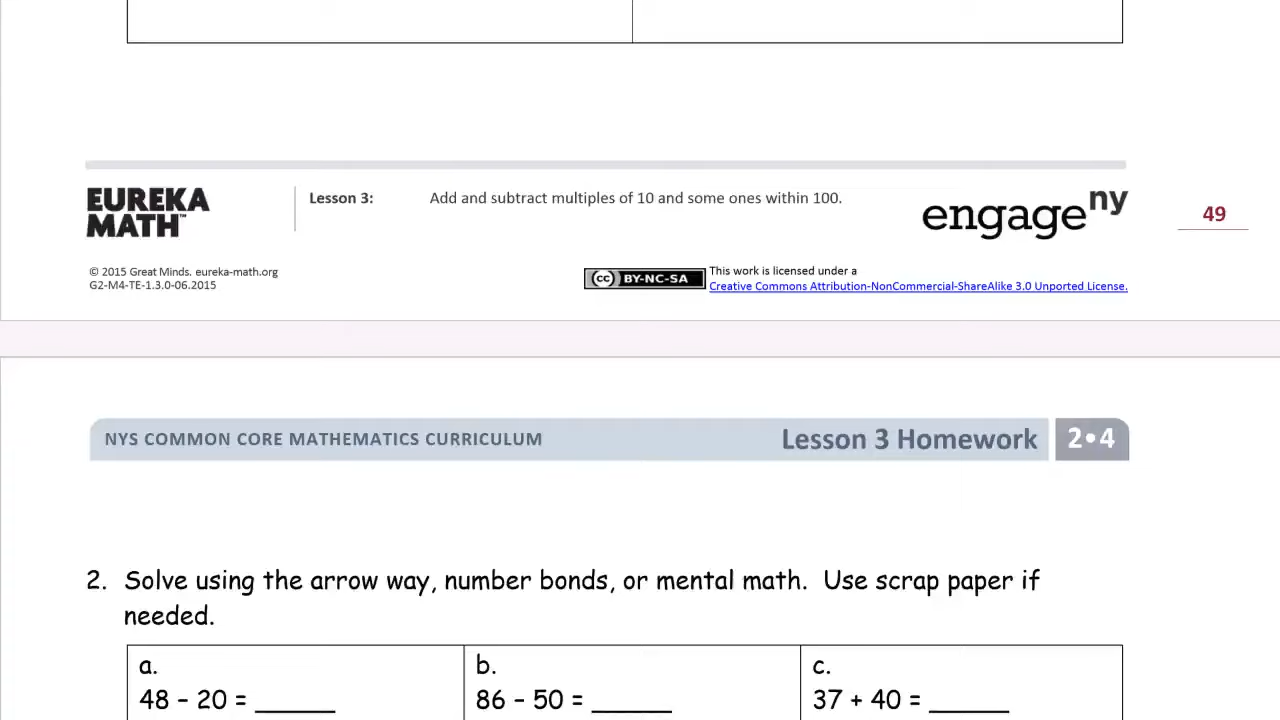 EUREKA
MATH™
Lesson 3: Add and subtract multiples of 10 and some ones within 100.
engageny
49
© 2015 Great Minds. eureka-math.org
G2-M4-TE-1.3.0-06.2015
cc BY-NC-SA
This work is licensed under a
Creative Commons Attribution-NonCommercial-ShareAlike 3.0 Unported License.
NYS COMMON CORE MATHEMATICS CURRICULUM
Lesson 3 Homework
2•4
2. Solve using the arrow way, number bonds, or mental math. Use scrap paper if
needed.
a.
48 – 20 = ______
b.
86 – 50 = ______
c.
37 + 40 = ______